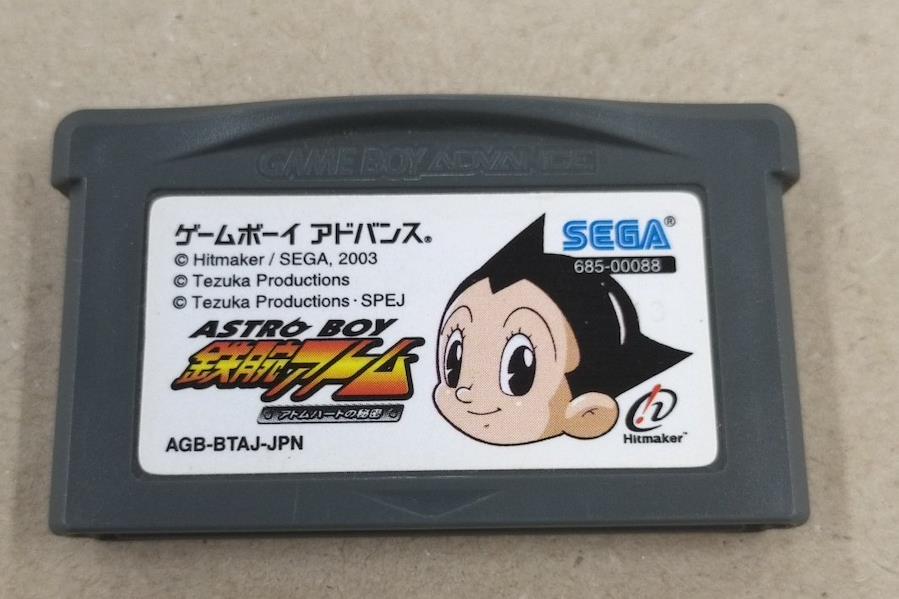 GAME BOY ADVANCE
ゲームボーイ アドバンス®
© Hitmaker / SEGA, 2003
© Tezuka Productions
© Tezuka Productions · SPEJ
SEGA®
685-00088
ASTRO BOY
鉄腕アトム
アトムハートの秘密
AGB-BTAJ-JPN
Hitmaker™